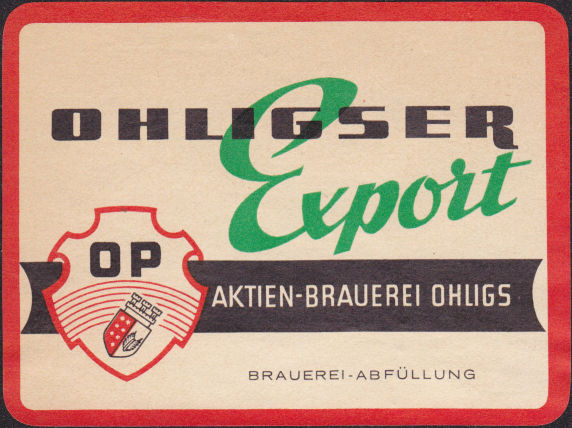 OHLIGSER
Export
OP
AKTIEN-BRAUEREI OHLIGS
BRAUEREI-ABFÜLLUNG